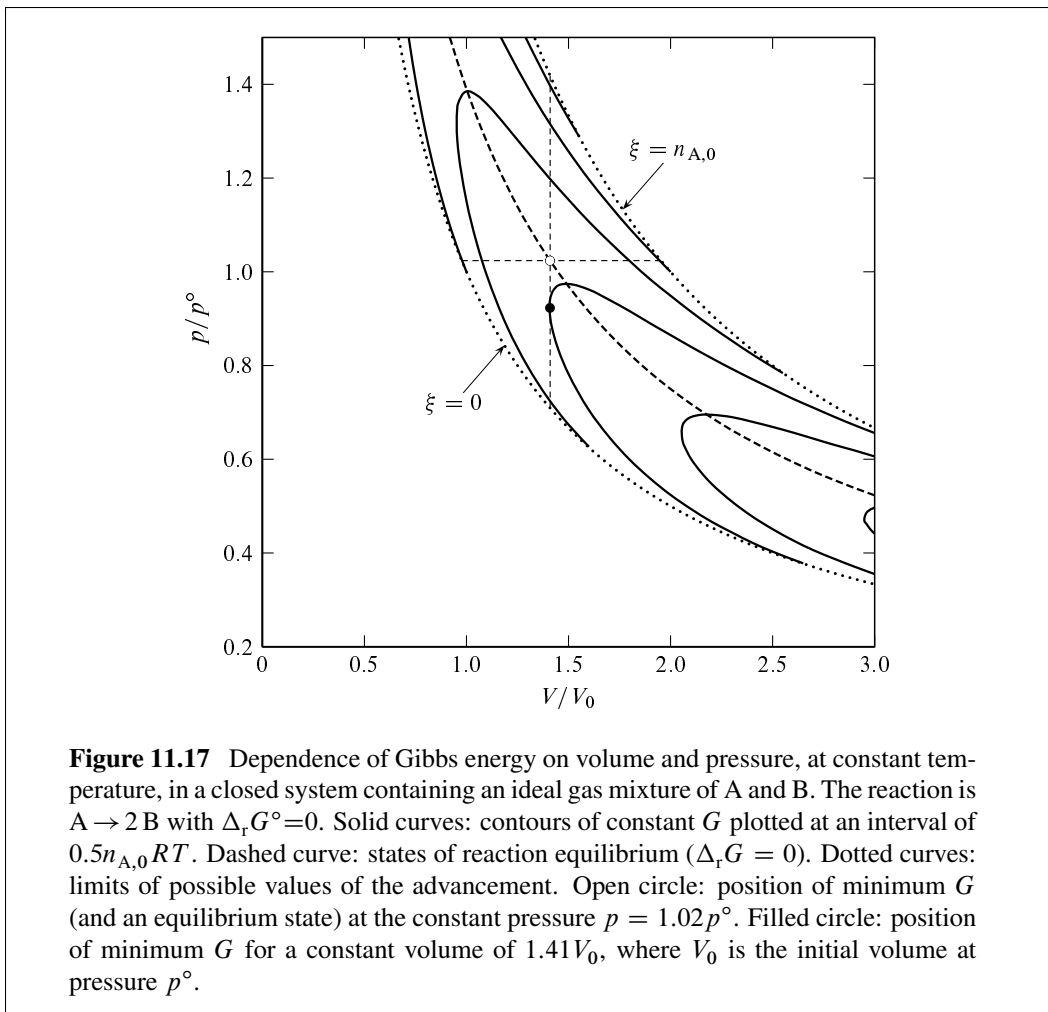 1.4
1.2
1.0
0.8
0.6
0.4
0.2
p/p°
ξ = n_A,0
ξ = 0
0 0.5 1.0 1.5 2.0 2.5 3.0
V/V₀
Figure 11.17 Dependence of Gibbs energy on volume and pressure, at constant tem-
perature, in a closed system containing an ideal gas mixture of A and B. The reaction is
A → 2 B with Δ_rG°=0. Solid curves: contours of constant G plotted at an interval of
0.5n_A,0 RT. Dashed curve: states of reaction equilibrium (Δ_rG = 0). Dotted curves:
limits of possible values of the advancement. Open circle: position of minimum G
(and an equilibrium state) at the constant pressure p = 1.02p°. Filled circle: position
of minimum G for a constant volume of 1.41V₀, where V₀ is the initial volume at
pressure p°.